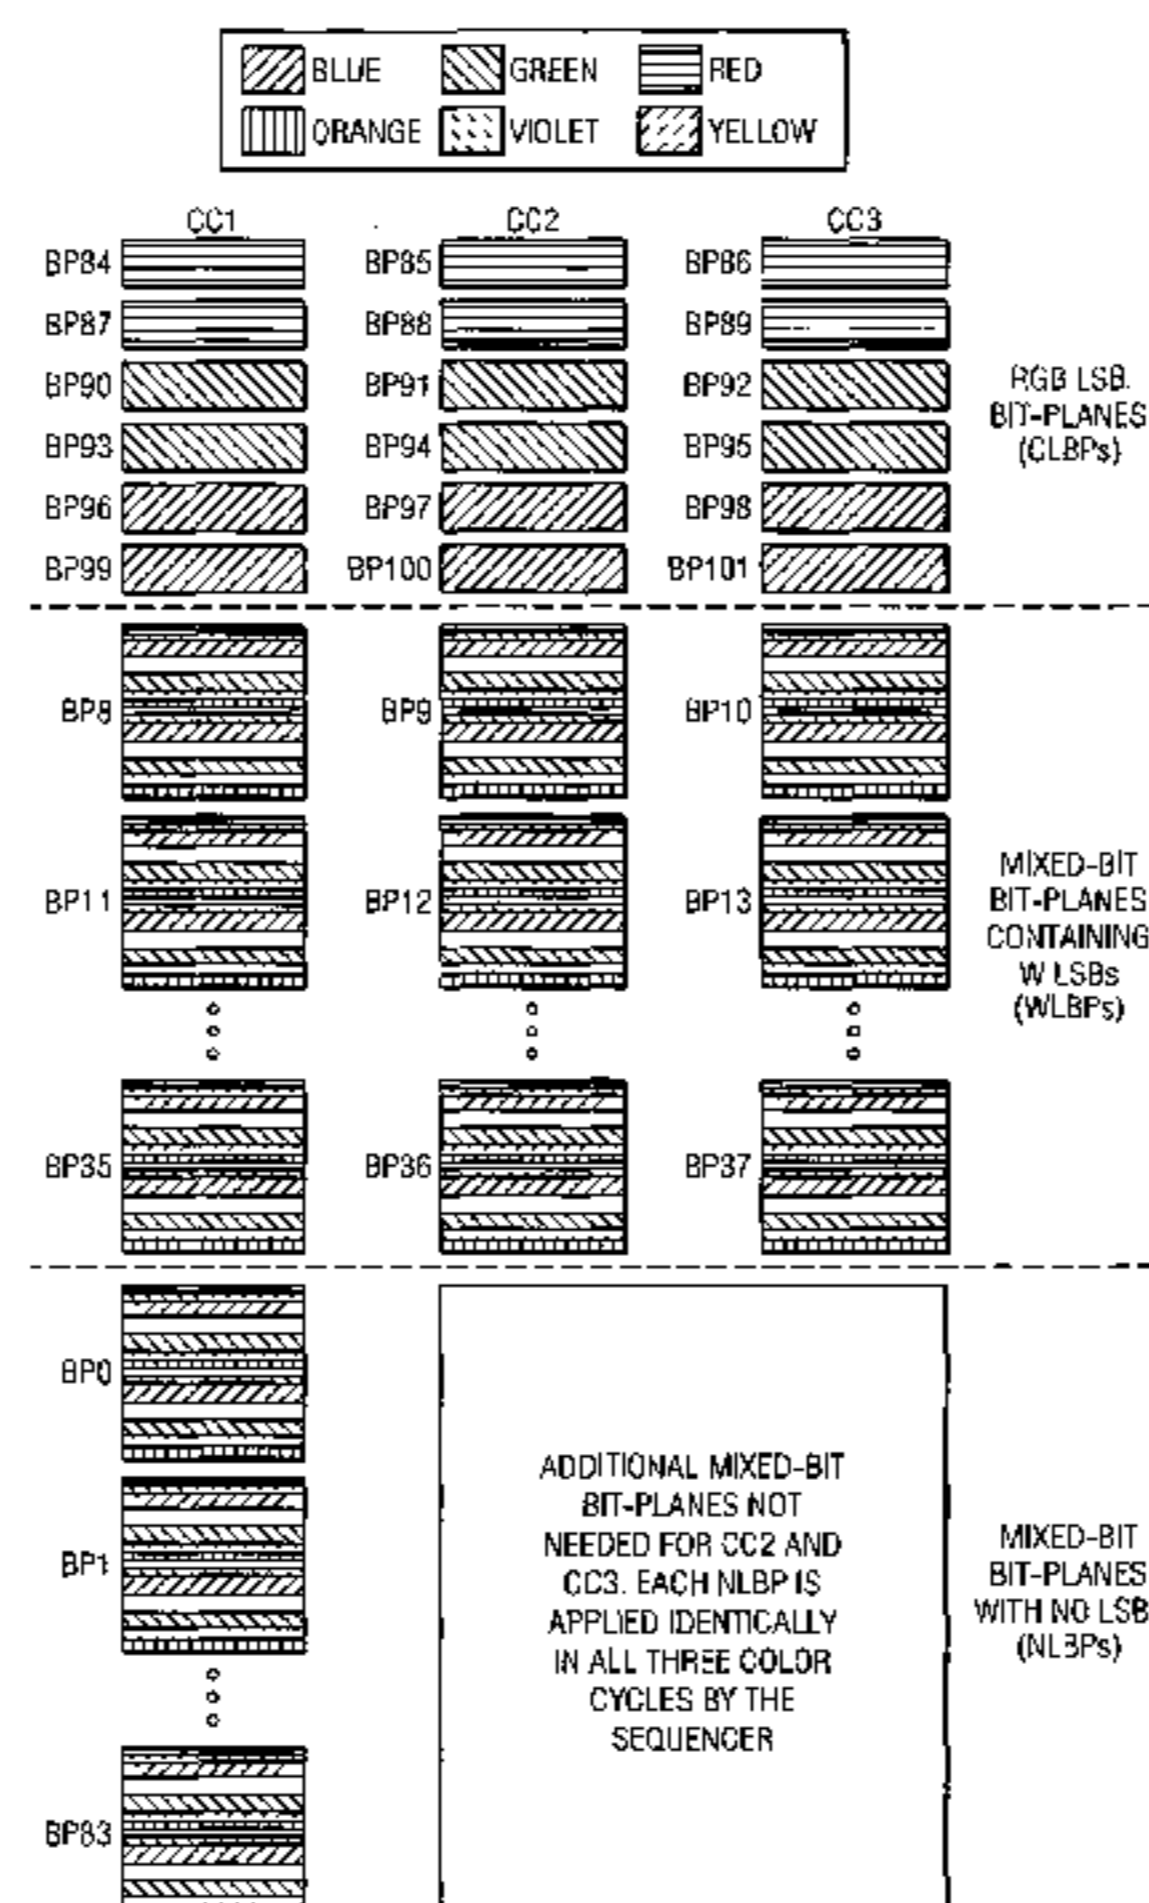 BLUE GREEN RED
ORANGE VIOLET YELLOW
CC1 CC2 CC3
BP84 BP85 BP86
BP87 BP88 BP89
BP90 BP91 BP92
BP93 BP94 BP95
BP96 BP97 BP98
BP99 BP100 BP101
RGB LSB
BIT-PLANES
(CLBPs)
BP8 BP9 BP10
BP11 BP12 BP13
MIXED-BIT
BIT-PLANES
CONTAINING
W LSBs
(WLBPs)
BP35 BP36 BP37
BP0
BP1
BP83
ADDITIONAL MIXED-BIT
BIT-PLANES NOT
NEEDED FOR CC2 AND
CC3. EACH NLBP IS
APPLIED IDENTICALLY
IN ALL THREE COLOR
CYCLES BY THE
SEQUENCER
MIXED-BIT
BIT-PLANES
WITH NO LSB
(NLBPs)